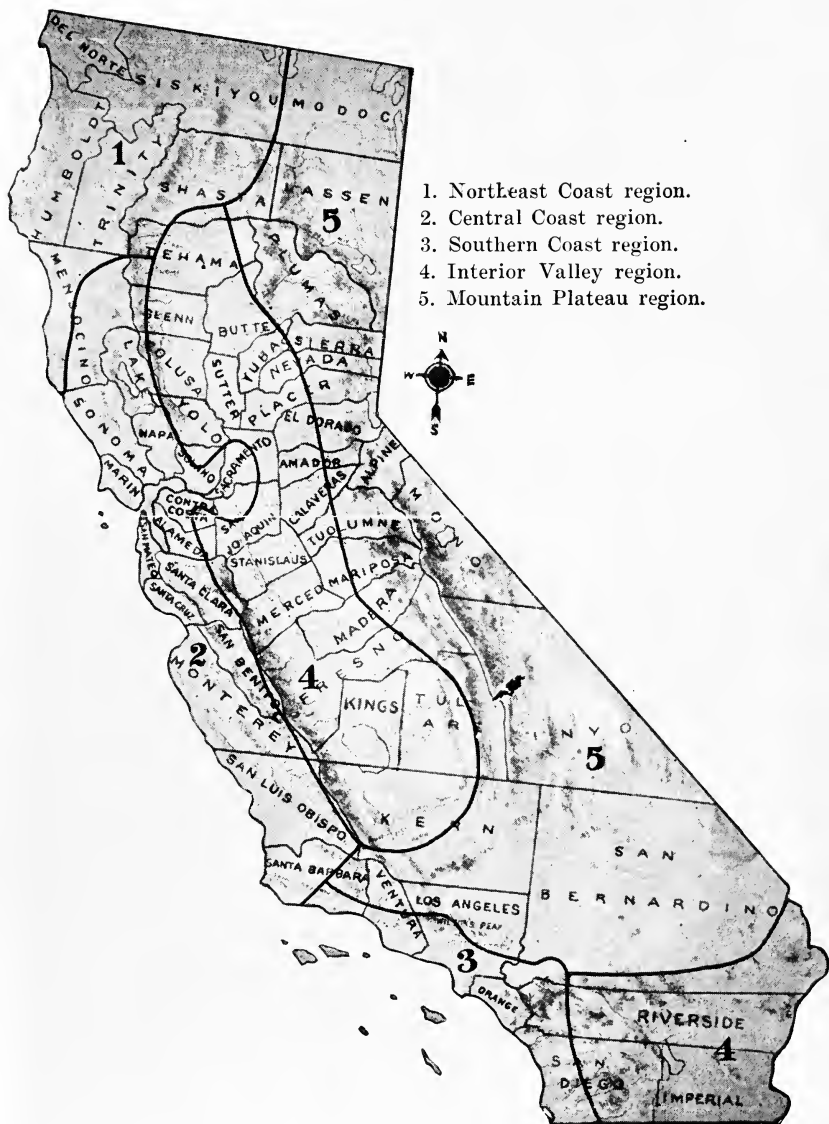 DEL NORTE
SISKIYOU
MODOC
HUMBOLDT
1
TRINITY
SHASTA
LASSEN
5
1. Northeast Coast region.
2. Central Coast region.
3. Southern Coast region.
4. Interior Valley region.
5. Mountain Plateau region.
N
W
E
S
TEHAMA
PLUMAS
MENDOCINO
GLENN
BUTTE
SIERRA
YUBA
NEVADA
LAKE
COLUSA
SUTTER
PLACER
YOLO
EL DORADO
SONOMA
NAPA
SOLANO
SACRAMENTO
AMADOR
ALPINE
MARIN
CONTRA
COSTA
SAN
JOAQUIN
CALAVERAS
TUOLUMNE
MONO
SAN MATEO
ALAMEDA
STANISLAUS
SANTA CLARA
SANTA CRUZ
MERCED
MARIPOSA
MADERA
2
SAN BENITO
MONTEREY
4
FRESNO
KINGS
TUL
ARE
INYO
5
SAN LUIS OBISPO
KERN
SAN
BERNARDINO
SANTA BARBARA
VENTURA
LOS ANGELES
3
ORANGE
RIVERSIDE
4
SAN
DIEGO
IMPERIAL